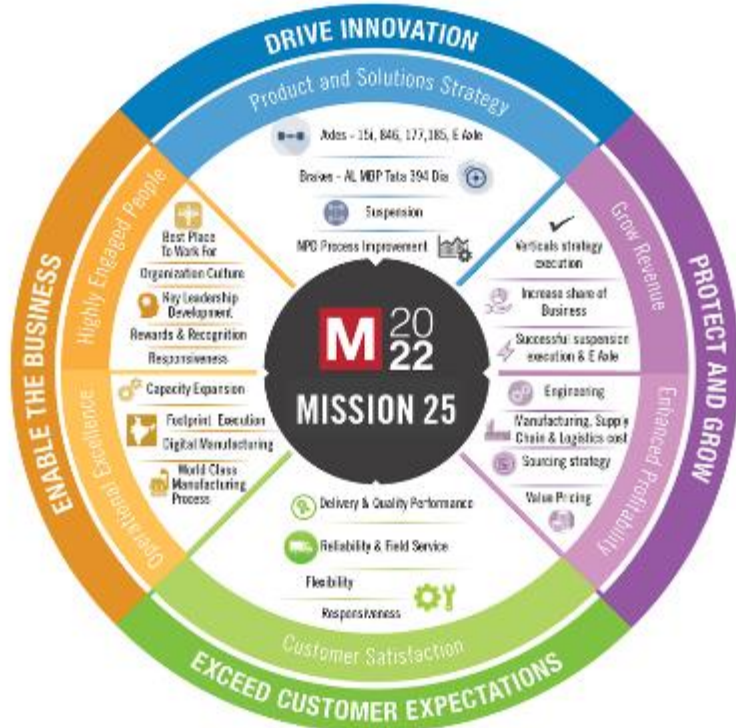 DRIVE INNOVATION
Product and Solutions Strategy
Axles - 15i, 846, 177,185, E Axle
Brakes - AL MBP Tata 394 Dia
Suspension
NPD Process Improvement
PROTECT AND GROW
Grow Revenue
Verticals strategy
execution
Increase share of
Business
Successful suspension
execution & E Axle
Enhanced Profitability
Engineering
Manufacturing, Supply
Chain & Logistics cost
Sourcing strategy
Value Pricing
EXCEED CUSTOMER EXPECTATIONS
Customer Satisfaction
Delivery & Quality Performance
Reliability & Field Service
Flexibility
Responsiveness
ENABLE THE BUSINESS
Highly Engaged People
Best Place
To Work For
Organization Culture
Key Leadership
Development
Rewards & Recognition
Responsiveness
Operational Excellence
Capacity Expansion
Footprint Execution
Digital Manufacturing
World Class
Manufacturing
Process
M 20
22
MISSION 25